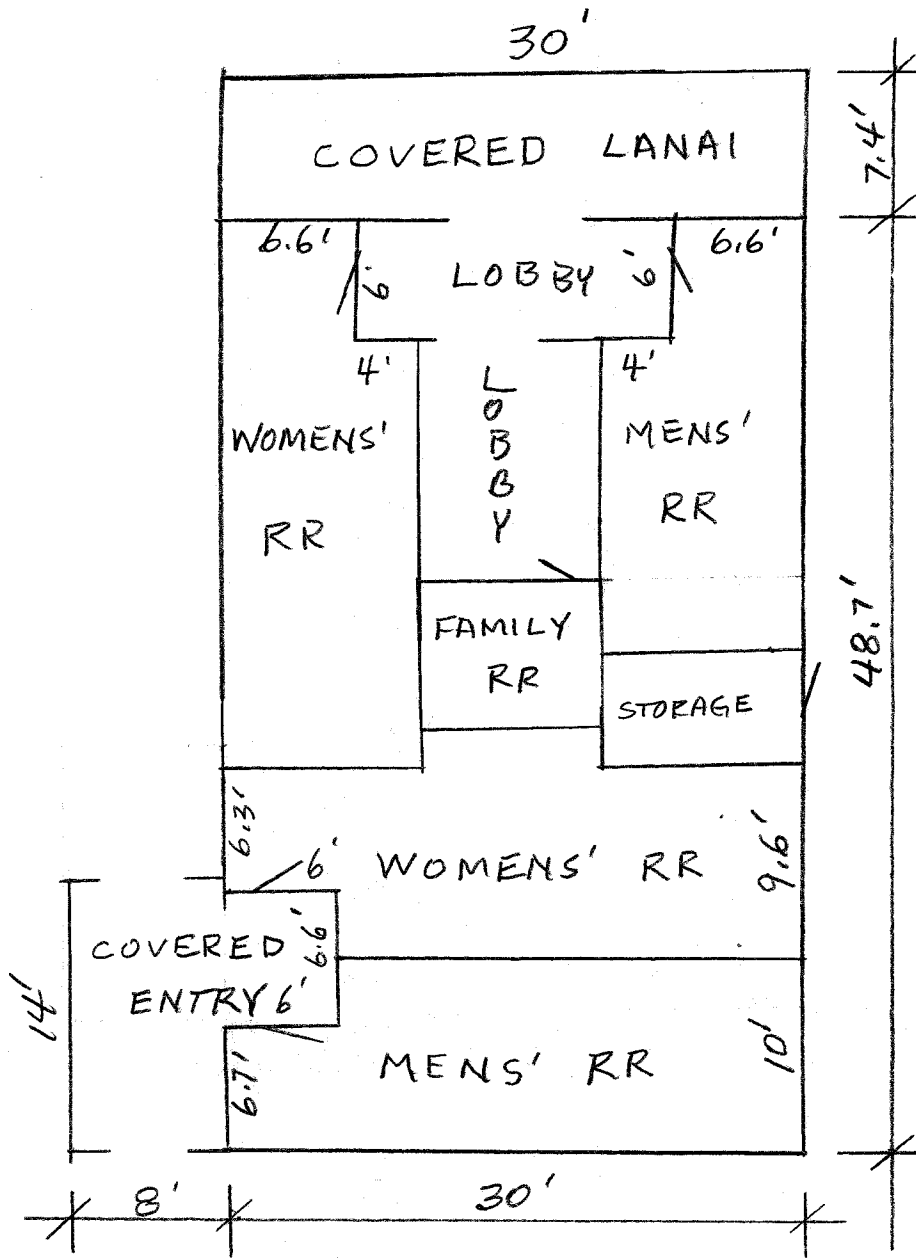 30'
COVERED LANAI
7.4'
6.6'
6'
LOBBY
6'
6.6'
4'
LOBBY
4'
WOMENS'
RR
MENS'
RR
48.7'
FAMILY
RR
STORAGE
6.3'
6'
WOMENS' RR
9.6'
COVERED
ENTRY
6.6'
6'
14'
6.7'
MENS' RR
10'
8'
30'